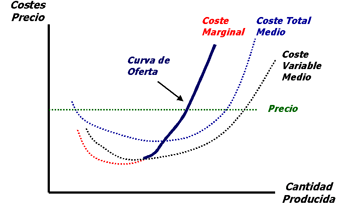 Costes
Precio
Coste
Marginal
Coste Total
Medio
Coste
Variable
Medio
Curva de
Oferta
Precio
Cantidad
Producida